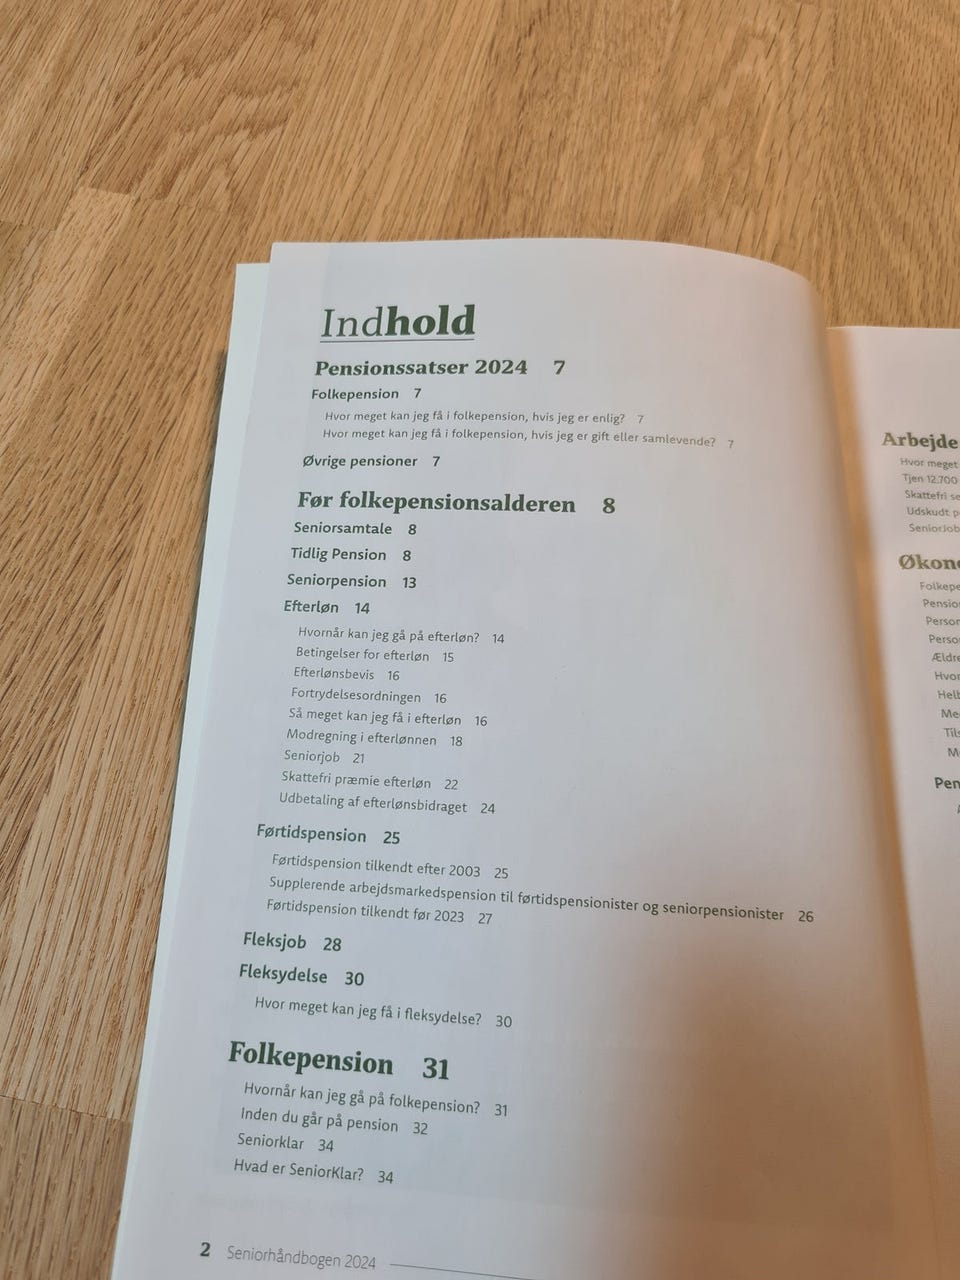 Indhold
Pensionssatser 2024 7
Folkepension 7
Hvor meget kan jeg få i folkepension, hvis jeg er enlig? 7
Hvor meget kan jeg få i folkepension, hvis jeg er gift eller samlevende? 7
Øvrige pensioner 7
Før folkepensionsalderen 8
Seniorsamtale 8
Tidlig Pension 8
Seniorpension 13
Efterløn 14
Hvornår kan jeg gå på efterløn? 14
Betingelser for efterløn 15
Efterlønsbevis 16
Fortrydelsesordningen 16
Så meget kan jeg få i efterløn 16
Modregning i efterlønnen 18
Seniorjob 21
Skattefri præmie efterløn 22
Udbetaling af efterlønsbidraget 24
Førtidspension 25
Førtidspension tilkendt efter 2003 25
Supplerende arbejdsmarkedspension til førtidspensionister og seniorpensionister 26
Førtidspension tilkendt før 2023 27
Fleksjob 28
Fleksydelse 30
Hvor meget kan jeg få i fleksydelse? 30
Folkepension 31
Hvornår kan jeg gå på folkepension? 31
Inden du går på pension 32
Seniorklar 34
Hvad er SeniorKlar? 34
2 Seniorhåndbogen 2024
Arbejde
Hvor meget
Tjen 12.700
Skattefri
Udskudt
SeniorJob